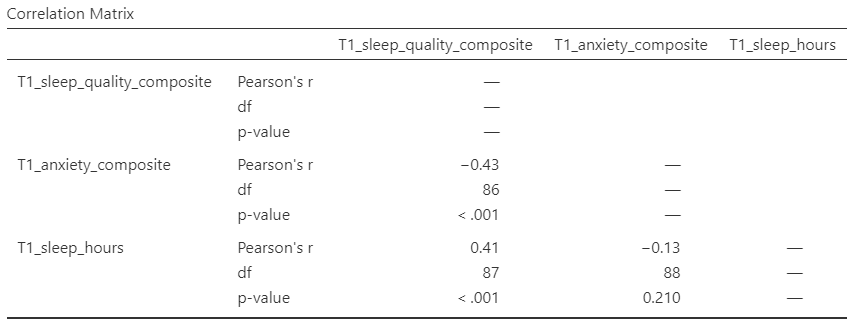 Correlation Matrix
T1_sleep_quality_composite T1_anxiety_composite T1_sleep_hours
T1_sleep_quality_composite Pearson's r —
df —
p-value —
T1_anxiety_composite Pearson's r −0.43 —
df 86 —
p-value < .001 —
T1_sleep_hours Pearson's r 0.41 −0.13 —
df 87 88 —
p-value < .001 0.210 —